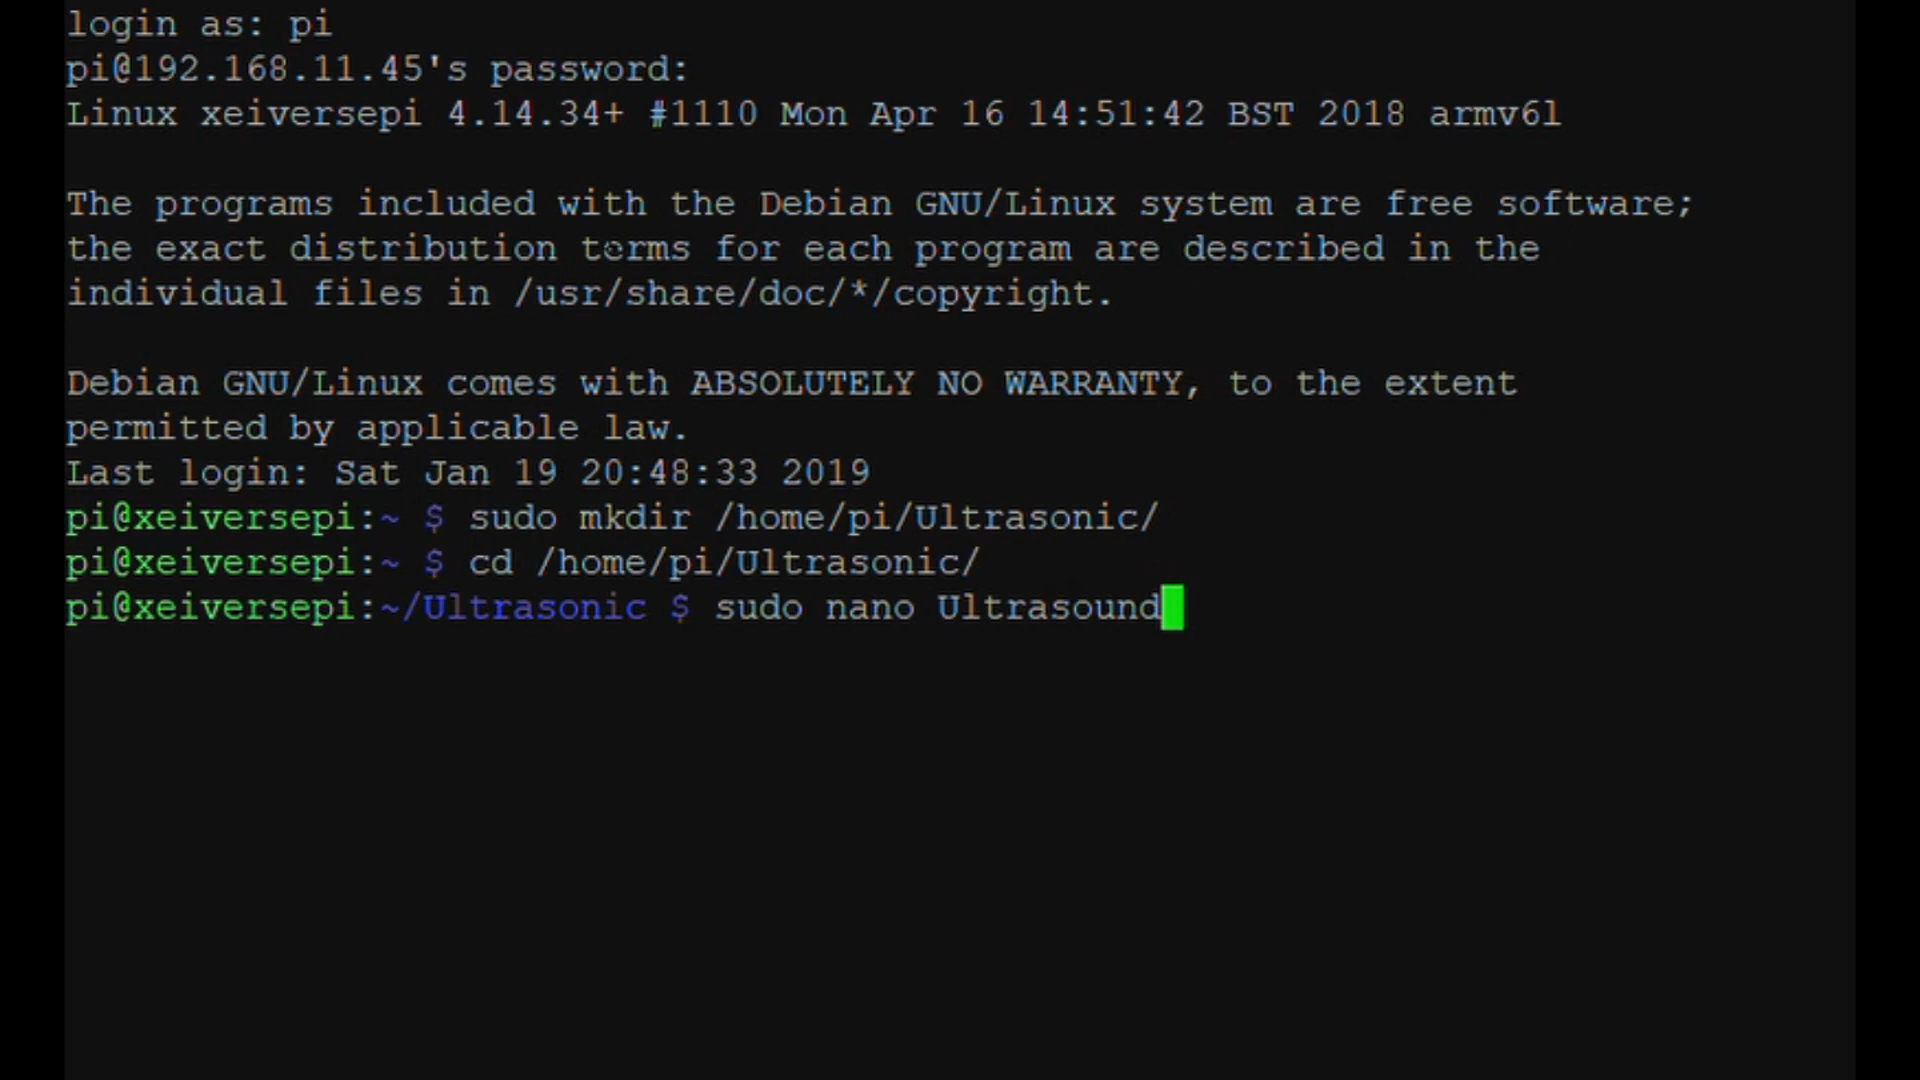 login as: pi
pi@192.168.11.45's password:
Linux xeiversepi 4.14.34+ #1110 Mon Apr 16 14:51:42 BST 2018 armv6l
The programs included with the Debian GNU/Linux system are free software;
the exact distribution terms for each program are described in the
individual files in /usr/share/doc/*/copyright.
Debian GNU/Linux comes with ABSOLUTELY NO WARRANTY, to the extent
permitted by applicable law.
Last login: Sat Jan 19 20:48:33 2019
pi@xeiversepi:~ $ sudo mkdir /home/pi/Ultrasonic/
pi@xeiversepi:~ $ cd /home/pi/Ultrasonic/
pi@xeiversepi:~/Ultrasonic $ sudo nano Ultrasound